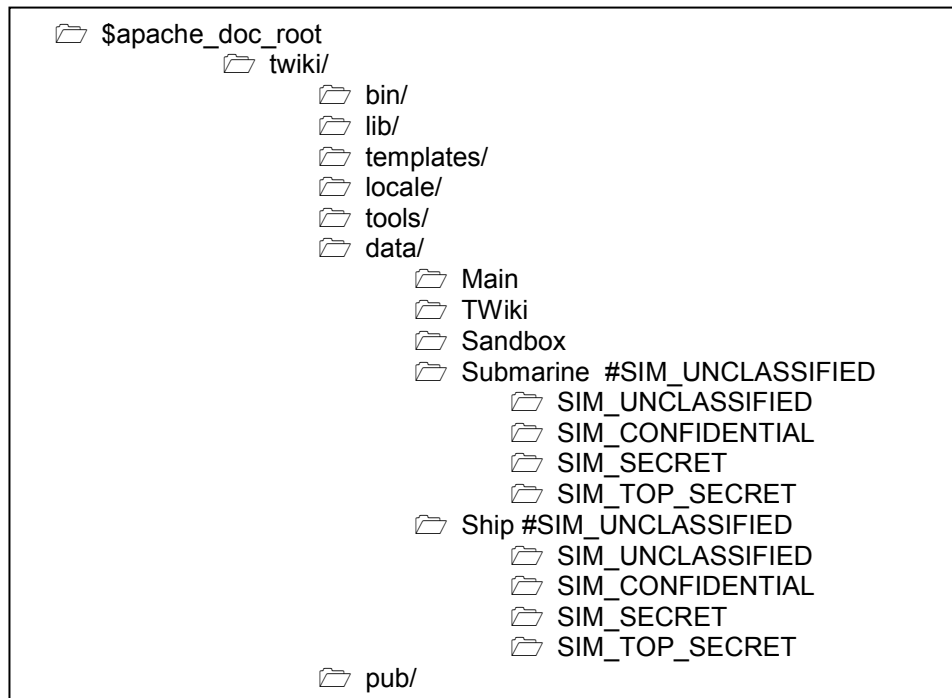 $apache_doc_root
twiki/
bin/
lib/
templates/
locale/
tools/
data/
Main
TWiki
Sandbox
Submarine #SIM_UNCLASSIFIED
SIM_UNCLASSIFIED
SIM_CONFIDENTIAL
SIM_SECRET
SIM_TOP_SECRET
Ship #SIM_UNCLASSIFIED
SIM_UNCLASSIFIED
SIM_CONFIDENTIAL
SIM_SECRET
SIM_TOP_SECRET
pub/